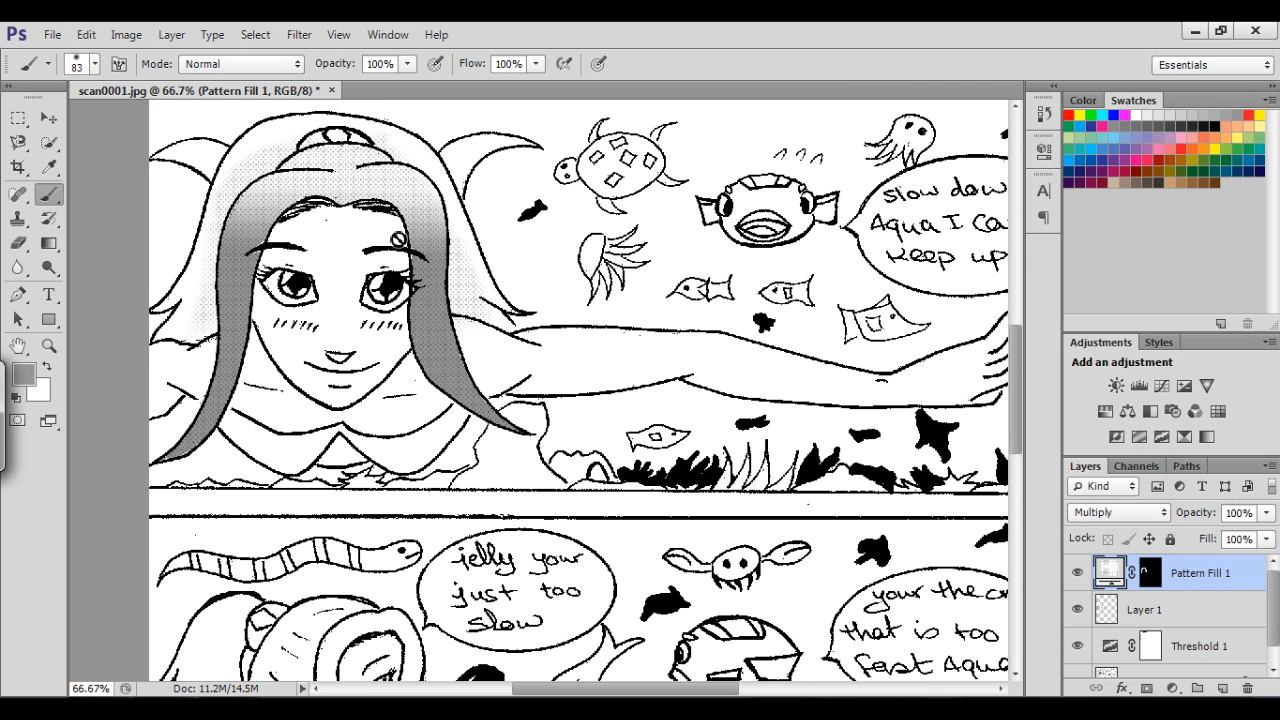 Ps File Edit Image Layer Type Select Filter View Window Help
83 Mode: Normal Opacity: 100% Flow: 100% Essentials
scan0001.jpg @ 66.7% (Pattern Fill 1, RGB/8) *
Color Swatches
slow dow
Aqua I Ca
keep up
A
T
Adjustments Styles
Add an adjustment
Layers Channels Paths
Kind
Multiply Opacity: 100%
Lock: Fill: 100%
Pattern Fill 1
Layer 1
Threshold 1
jelly your
just too
slow
your the
that is too
fast Aqua
66.67% Doc: 11.2M/14.5M